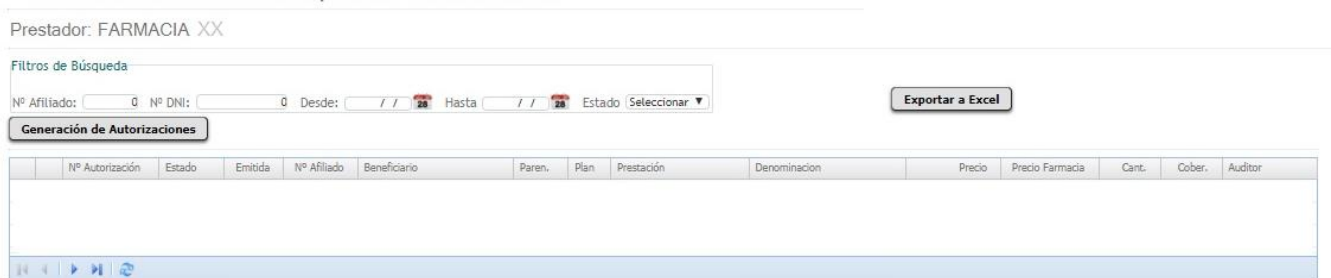 Prestador: FARMACIA XX
Filtros de Búsqueda
Nº Afiliado: 0 Nº DNI: 0 Desde: / / 28 Hasta / / 28 Estado Seleccionar ▼
Exportar a Excel
Generación de Autorizaciones
Nº Autorización Estado Emitida Nº Afiliado Beneficiario Paren. Plan Prestación Denominacion Precio Precio Farmacia Cant. Cober. Auditor